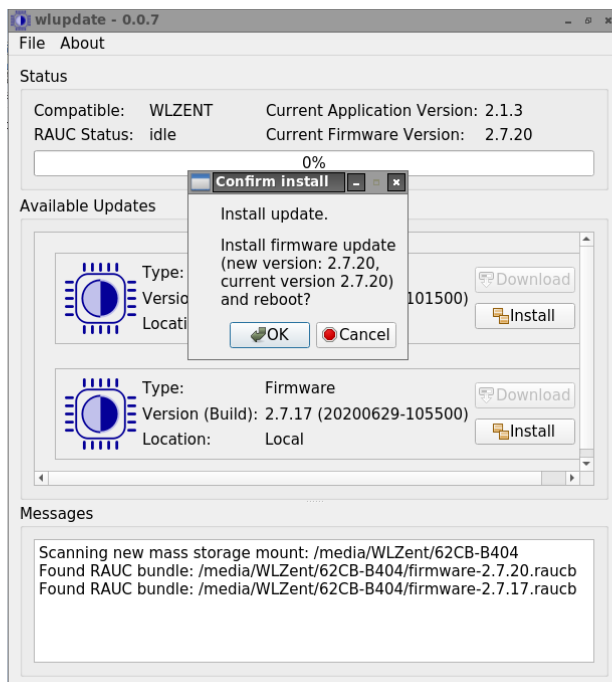 wlupdate - 0.0.7
File About
Status
Compatible: WLZENT Current Application Version: 2.1.3
RAUC Status: idle Current Firmware Version: 2.7.20
0%
Confirm install
Install update.
Install firmware update
(new version: 2.7.20,
current version 2.7.20)
and reboot?
OK Cancel
Available Updates
Type:
Download
Versio 101500)
Install
Locati
Type: Firmware
Download
Version (Build): 2.7.17 (20200629-105500)
Install
Location: Local
Messages
Scanning new mass storage mount: /media/WLZent/62CB-B404
Found RAUC bundle: /media/WLZent/62CB-B404/firmware-2.7.20.raucb
Found RAUC bundle: /media/WLZent/62CB-B404/firmware-2.7.17.raucb